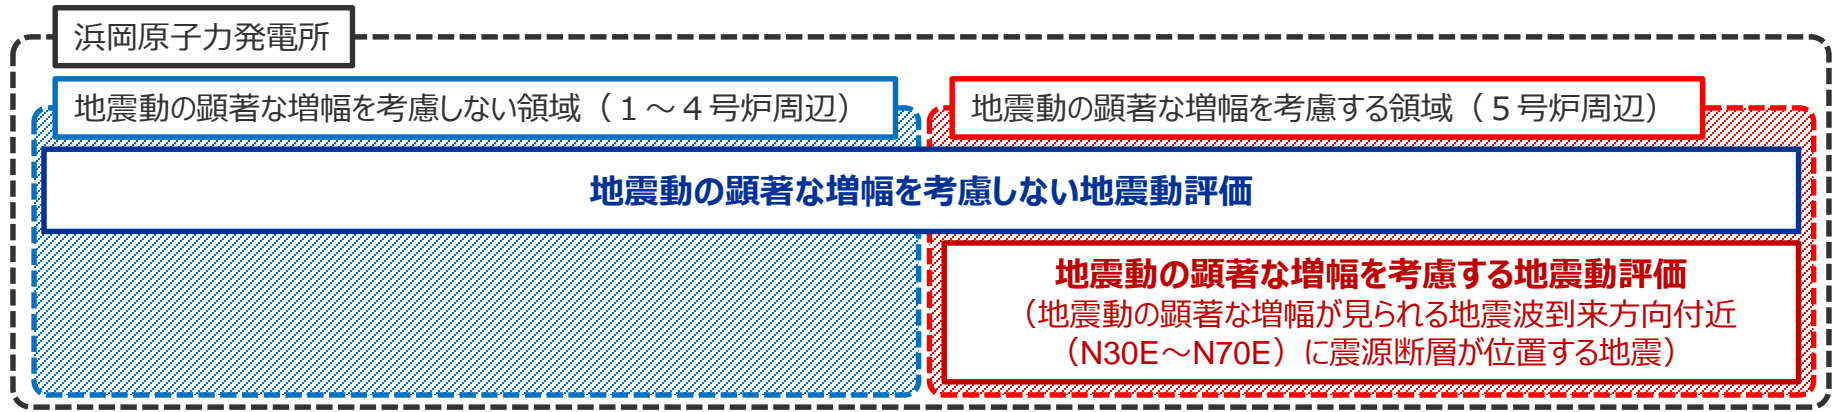 浜岡原子力発電所
地震動の顕著な増幅を考慮しない領域（１～４号炉周辺）
地震動の顕著な増幅を考慮する領域（５号炉周辺）
地震動の顕著な増幅を考慮しない地震動評価
地震動の顕著な増幅を考慮する地震動評価
（地震動の顕著な増幅が見られる地震波到来方向付近
（N30E～N70E）に震源断層が位置する地震）